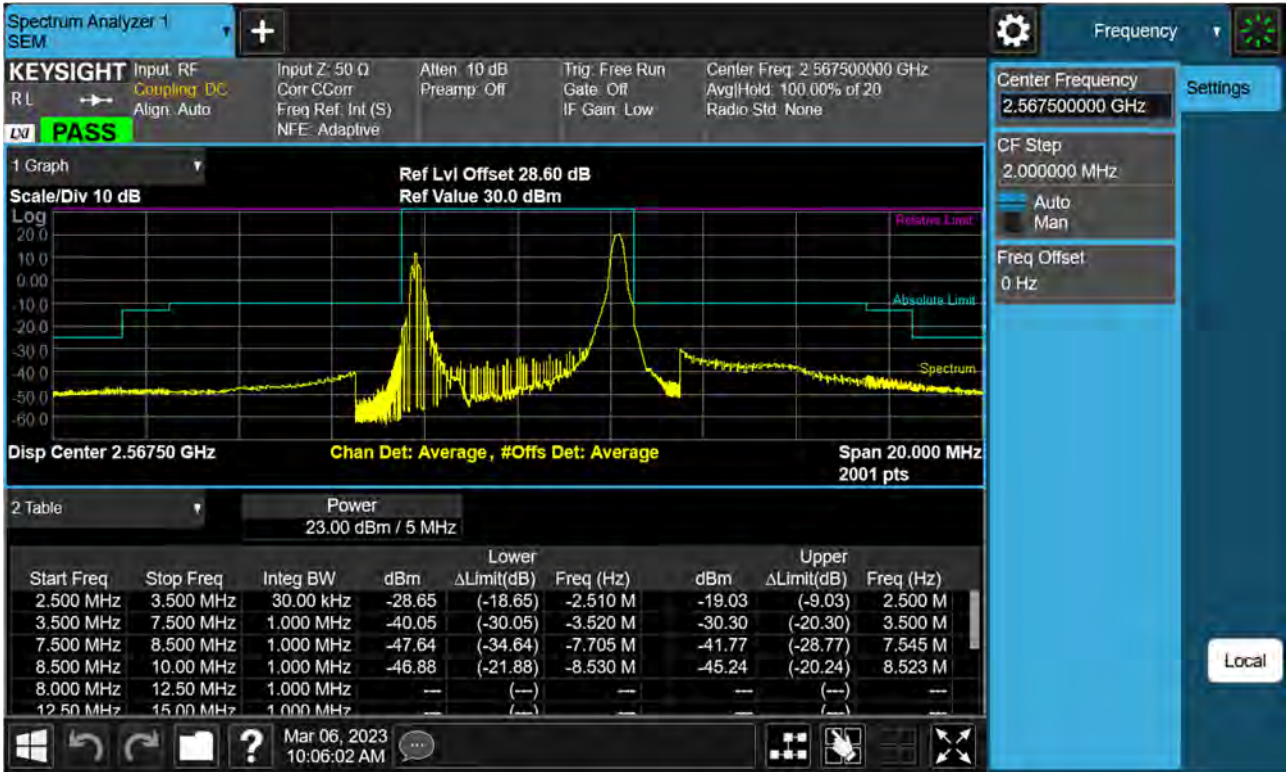 Spectrum Analyzer 1
SEM
+
Frequency
KEYSIGHT
RL
LXI
PASS
Input: RF
Coupling: DC
Align: Auto
Input Z: 50 Ω
Corr CCorr
Freq Ref: Int (S)
NFE: Adaptive
Atten: 10 dB
Preamp: Off
Trig: Free Run
Gate: Off
IF Gain: Low
Center Freq: 2.567500000 GHz
Avg|Hold: 100.00% of 20
Radio Std: None
Center Frequency
2.567500000 GHz
Settings
CF Step
2.000000 MHz
Auto
Man
Freq Offset
0 Hz
Local
1 Graph
Scale/Div 10 dB
Ref Lvl Offset 28.60 dB
Ref Value 30.0 dBm
Log
20.0
10.0
0.00
-10.0
-20.0
-30.0
-40.0
-50.0
-60.0
Relative Limit
Absolute Limit
Spectrum
Disp Center 2.56750 GHz
Chan Det: Average, #Offs Det: Average
Span 20.000 MHz
2001 pts
2 Table
Power
23.00 dBm / 5 MHz
Lower Upper
Start Freq Stop Freq Integ BW dBm ΔLimit(dB) Freq (Hz) dBm ΔLimit(dB) Freq (Hz)
2.500 MHz 3.500 MHz 30.00 kHz -28.65 (-18.65) -2.510 M -19.03 (-9.03) 2.500 M
3.500 MHz 7.500 MHz 1.000 MHz -40.05 (-30.05) -3.520 M -30.30 (-20.30) 3.500 M
7.500 MHz 8.500 MHz 1.000 MHz -47.64 (-34.64) -7.705 M -41.77 (-28.77) 7.545 M
8.500 MHz 10.00 MHz 1.000 MHz -46.88 (-21.88) -8.530 M -45.24 (-20.24) 8.523 M
8.000 MHz 12.50 MHz 1.000 MHz --- (---) --- --- (---) ---
12.50 MHz 15.00 MHz 1.000 MHz --- (---) --- --- (---) ---
?
Mar 06, 2023
10:06:02 AM